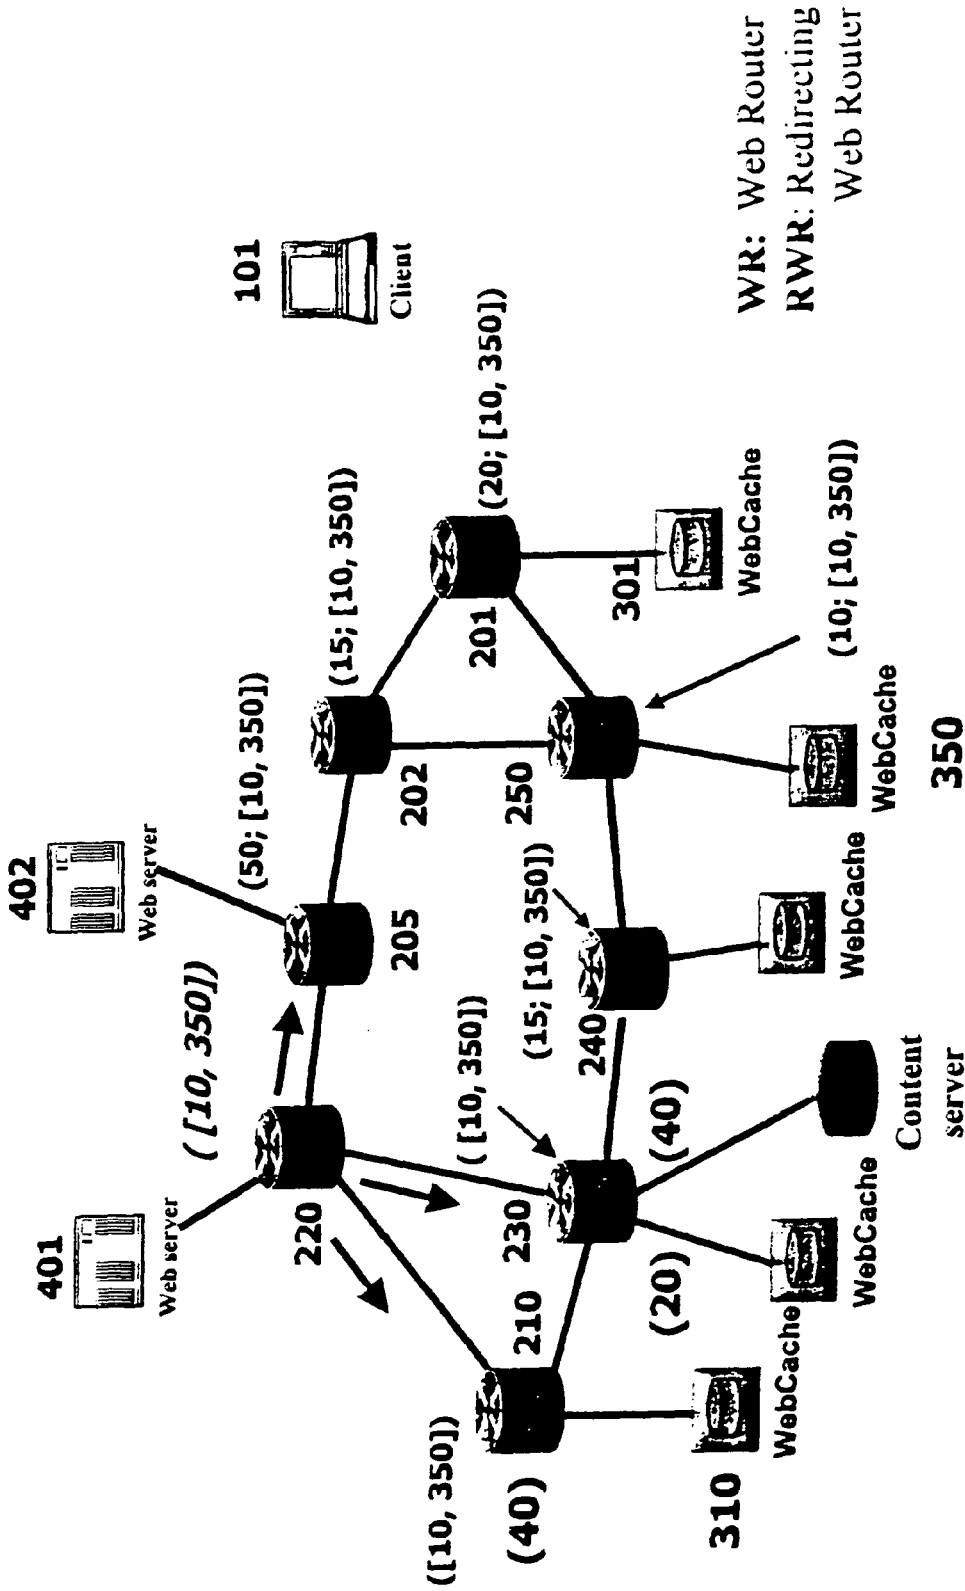 401
Web server
402
Web server
101
Client
( [10, 350])
(50; [10, 350])
(15; [10, 350])
(20; [10, 350])
220
205
202
201
([10, 350])
(40)
210
230
( [10, 350])
240
(15; [10, 350])
250
301
WebCache
(10; [10, 350])
(20)
(40)
310
WebCache
WebCache
Content
server
WebCache
WebCache
350
WR: Web Router
RWR: Redirecting
Web Router